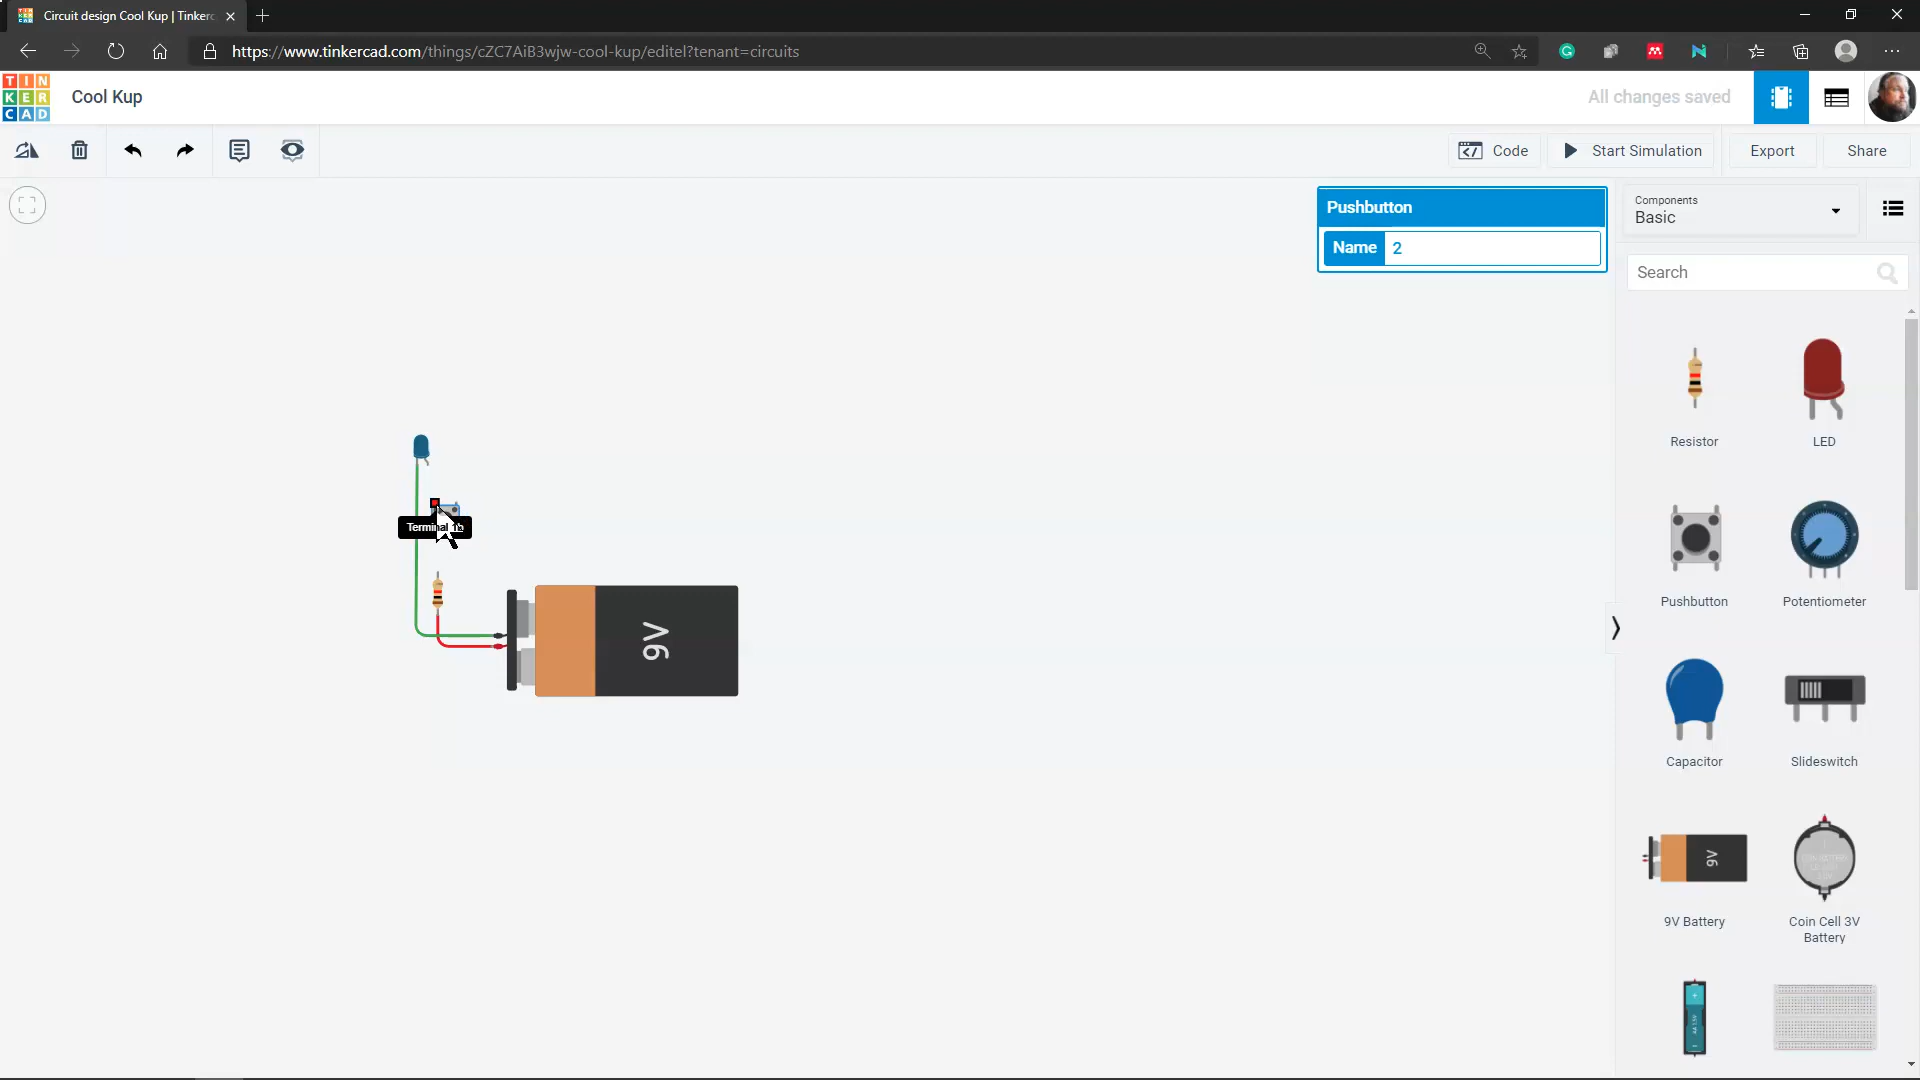 Circuit design Cool Kup | Tinkerc
https://www.tinkercad.com/things/cZC7AiB3wjw-cool-kup/editel?tenant=circuits
TIN
KER
CAD
Cool Kup
All changes saved
Code
Start Simulation
Export
Share
Pushbutton
Name 2
Components
Basic
Search
Resistor
LED
Pushbutton
Potentiometer
Capacitor
Slideswitch
9V
9V
9V Battery
Coin Cell 3V
Battery
Terminal